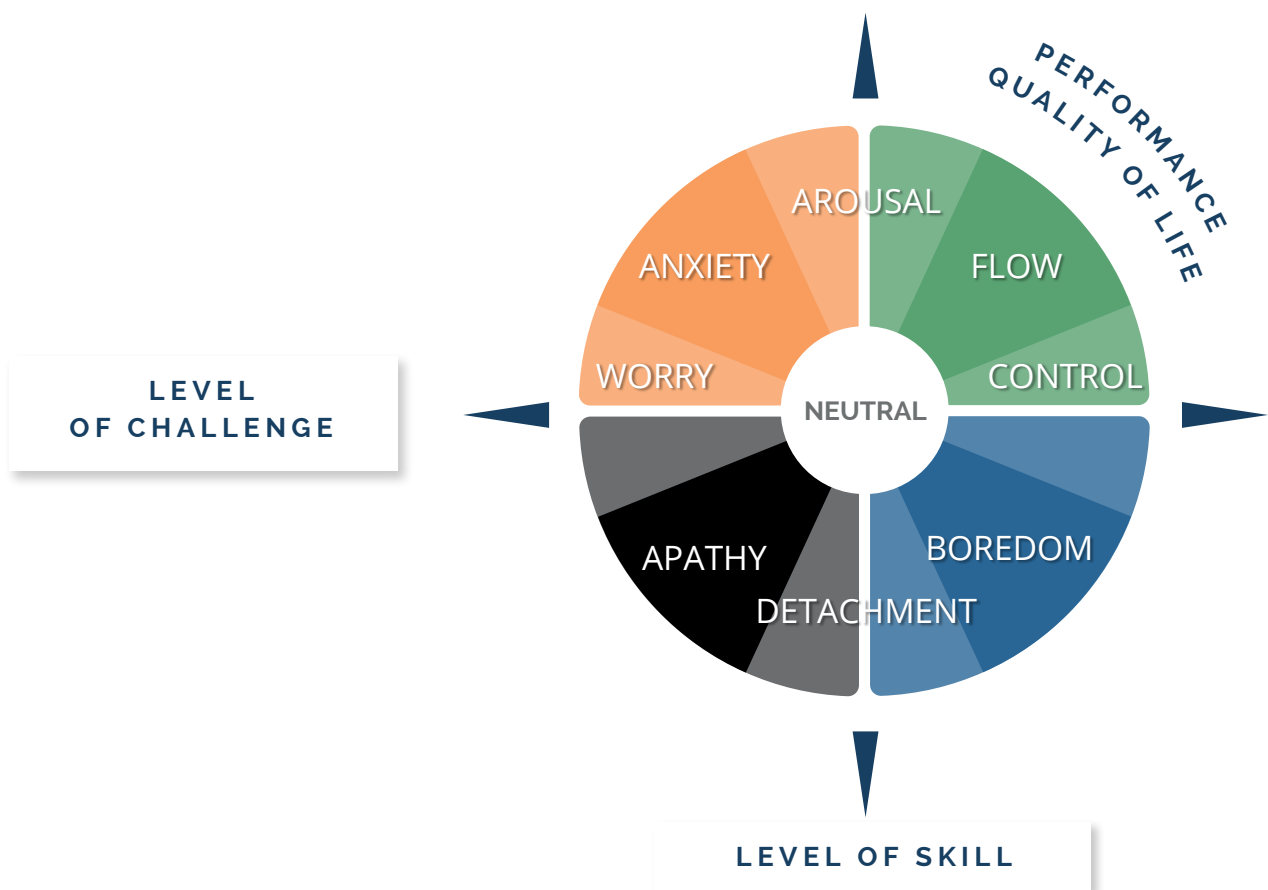 PERFORMANCE
QUALITY OF LIFE
AROUSAL
ANXIETY
FLOW
WORRY
CONTROL
LEVEL
OF CHALLENGE
NEUTRAL
APATHY
BOREDOM
DETACHMENT
LEVEL OF SKILL